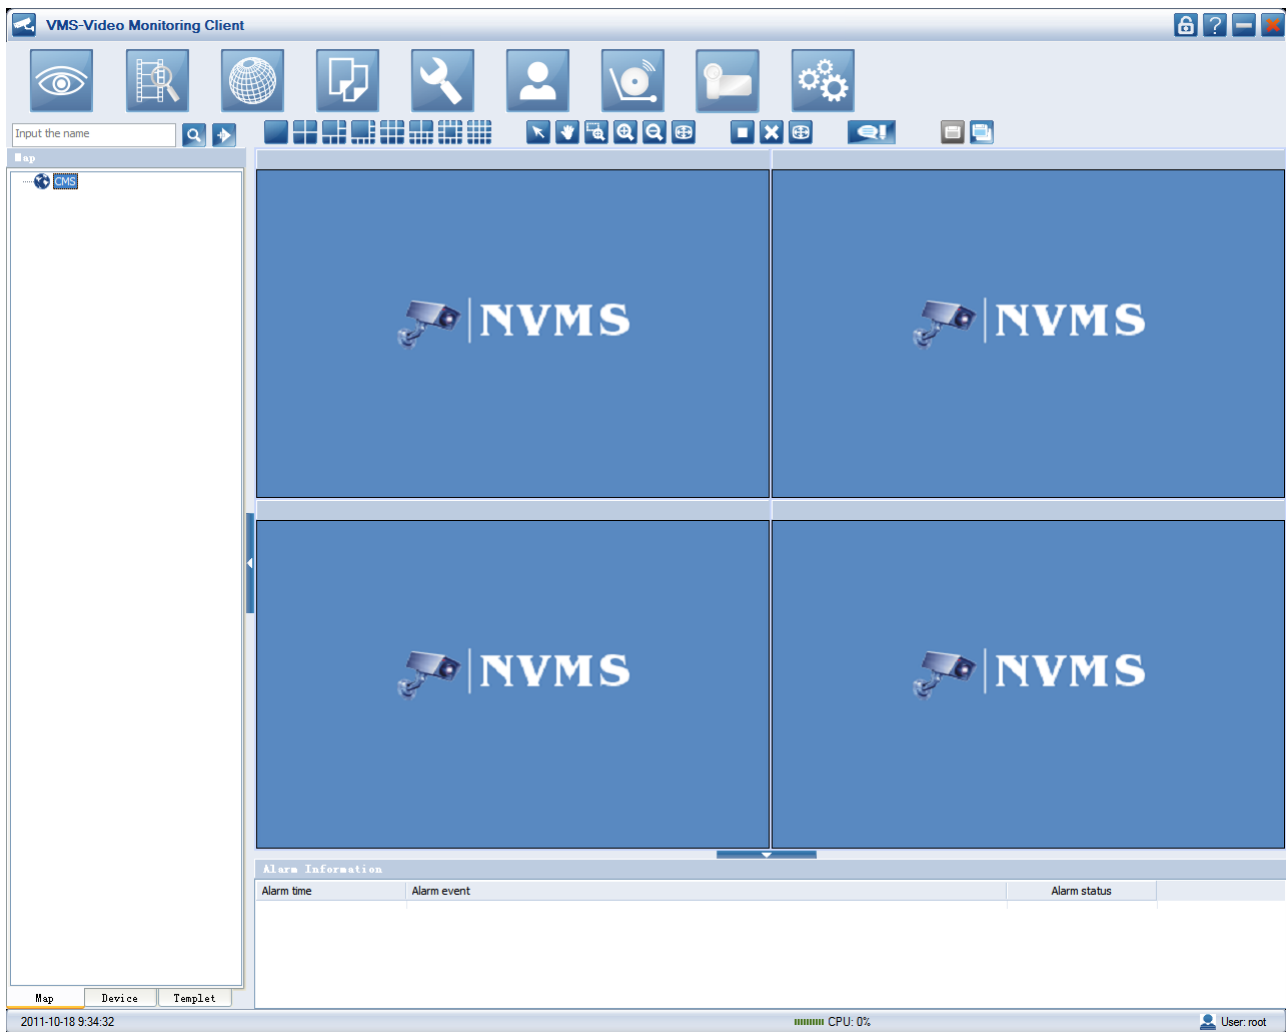 VMS-Video Monitoring Client
Input the name
Map
CMS
NVMS
NVMS
NVMS
NVMS
Alarm Information
Alarm time Alarm event Alarm status
Map Device Templet
2011-10-18 9:34:32 CPU: 0% User: root